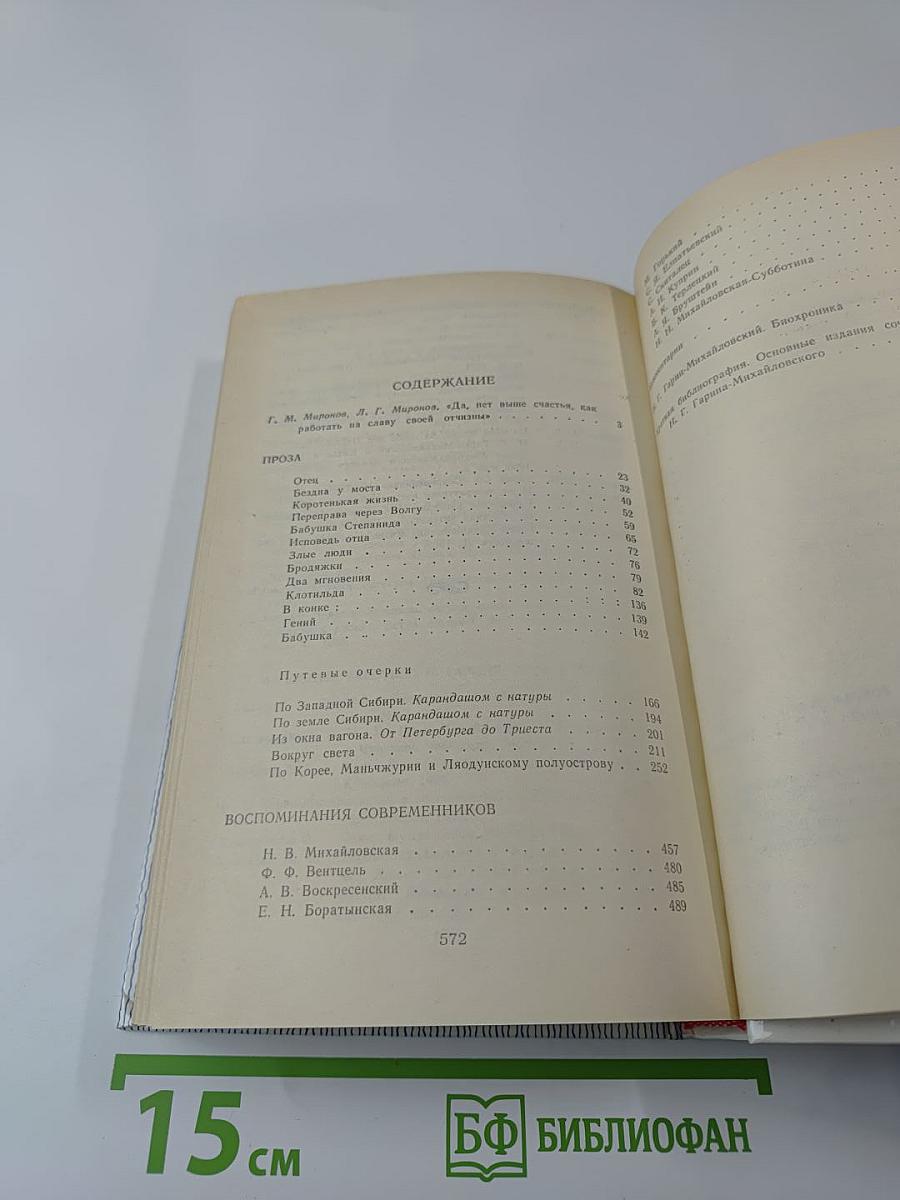 СОДЕРЖАНИЕ
Г. М. Миронов, Л. Г. Миронов. «Да, нет выше счастья, как
работать на славу своей отчизны» . . . . . . . . 3
ПРОЗА
Отец . . . . . . . . . . . . . . . . 23
Бездна у моста . . . . . . . . . . . . . 32
Коротенькая жизнь . . . . . . . . . . . . 40
Переправа через Волгу . . . . . . . . . . . 52
Бабушка Степанида . . . . . . . . . . . . 59
Исповедь отца . . . . . . . . . . . . . 65
Злые люди . . . . . . . . . . . . . . 72
Бродяжки . . . . . . . . . . . . . . . 76
Два мгновения . . . . . . . . . . . . . 79
Клотильда . . . . . . . . . . . . . . 82
В конке : . . . . . . . . . . . . . . 136
Гений . . . . . . . . . . . . . . . 139
Бабушка . . . . . . . . . . . . . . . 142
Путевые очерки
По Западной Сибири. Карандашом с натуры . . . . . 166
По земле Сибири. Карандашом с натуры . . . . . . 194
Из окна вагона. От Петербурга до Триеста . . . . . 201
Вокруг света . . . . . . . . . . . . . . 211
По Корее, Маньчжурии и Ляодунскому полуострову . . 252
ВОСПОМИНАНИЯ СОВРЕМЕННИКОВ
Н. В. Михайловская . . . . . . . . . . . . 457
Ф. Ф. Вентцель . . . . . . . . . . . . . 480
А. В. Воскресенский . . . . . . . . . . . . 485
Е. Н. Боратынская . . . . . . . . . . . . 489
572
М. Горький
С. Я. Елпатьевский
С. Скиталец
А. И. Куприн
В. К. Терлецкий
А. Я. Бруштейн
Н. Н. Михайловская-Субботина
Гарин-Михайловский. Биохроника
библиография. Основные издания
Н. Г. Гарина-Михайловского
15 см
БФ БИБЛИОФАН